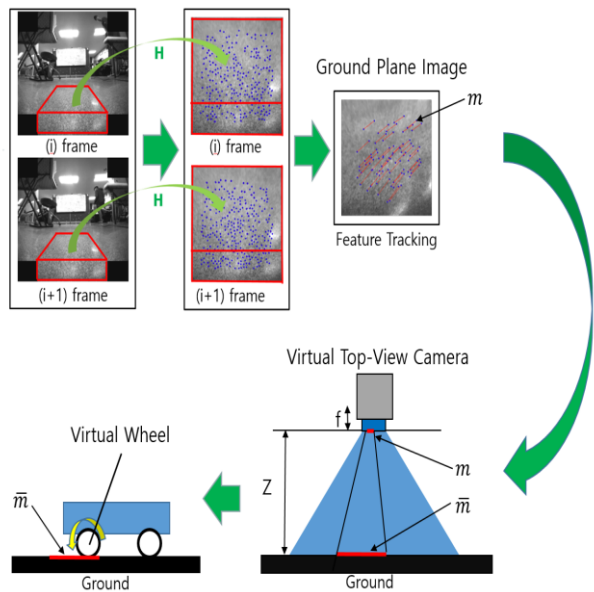 H
(i) frame
(i) frame
H
(i+1) frame
(i+1) frame
Ground Plane Image
m
Feature Tracking
Virtual Top-View Camera
f
m
Z
m̅
Ground
Virtual Wheel
m̅
Ground